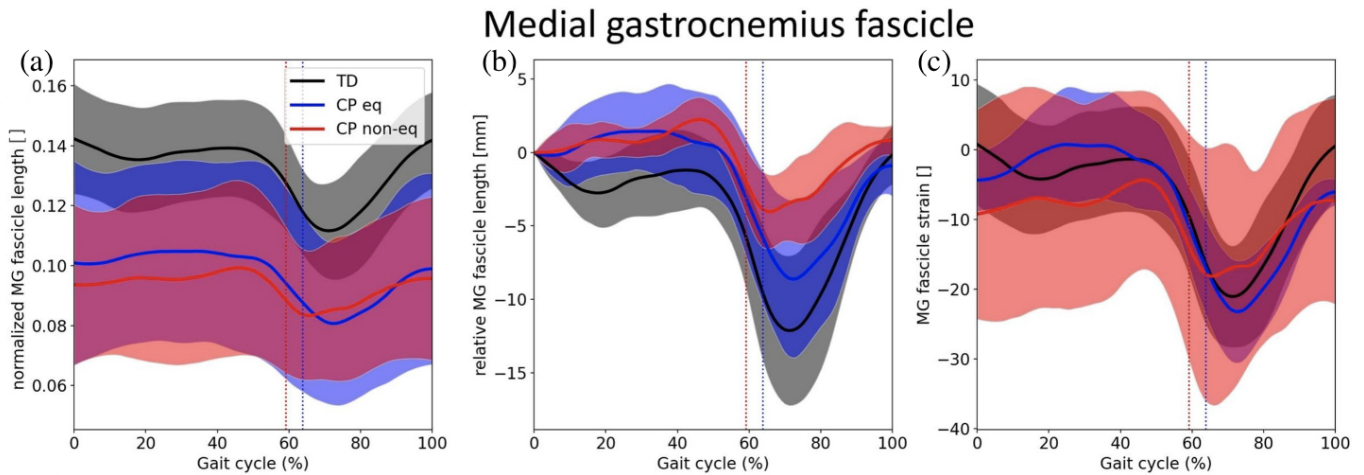 Medial gastrocnemius fascicle
(a)
normalized MG fascicle length []
0.16
0.14
0.12
0.10
0.08
0.06
TD
CP eq
CP non-eq
0 20 40 60 80 100
Gait cycle (%)
(b)
relative MG fascicle length [mm]
5
0
−5
−10
−15
0 20 40 60 80 100
Gait cycle (%)
(c)
MG fascicle strain []
10
0
−10
−20
−30
−40
0 20 40 60 80 100
Gait cycle (%)